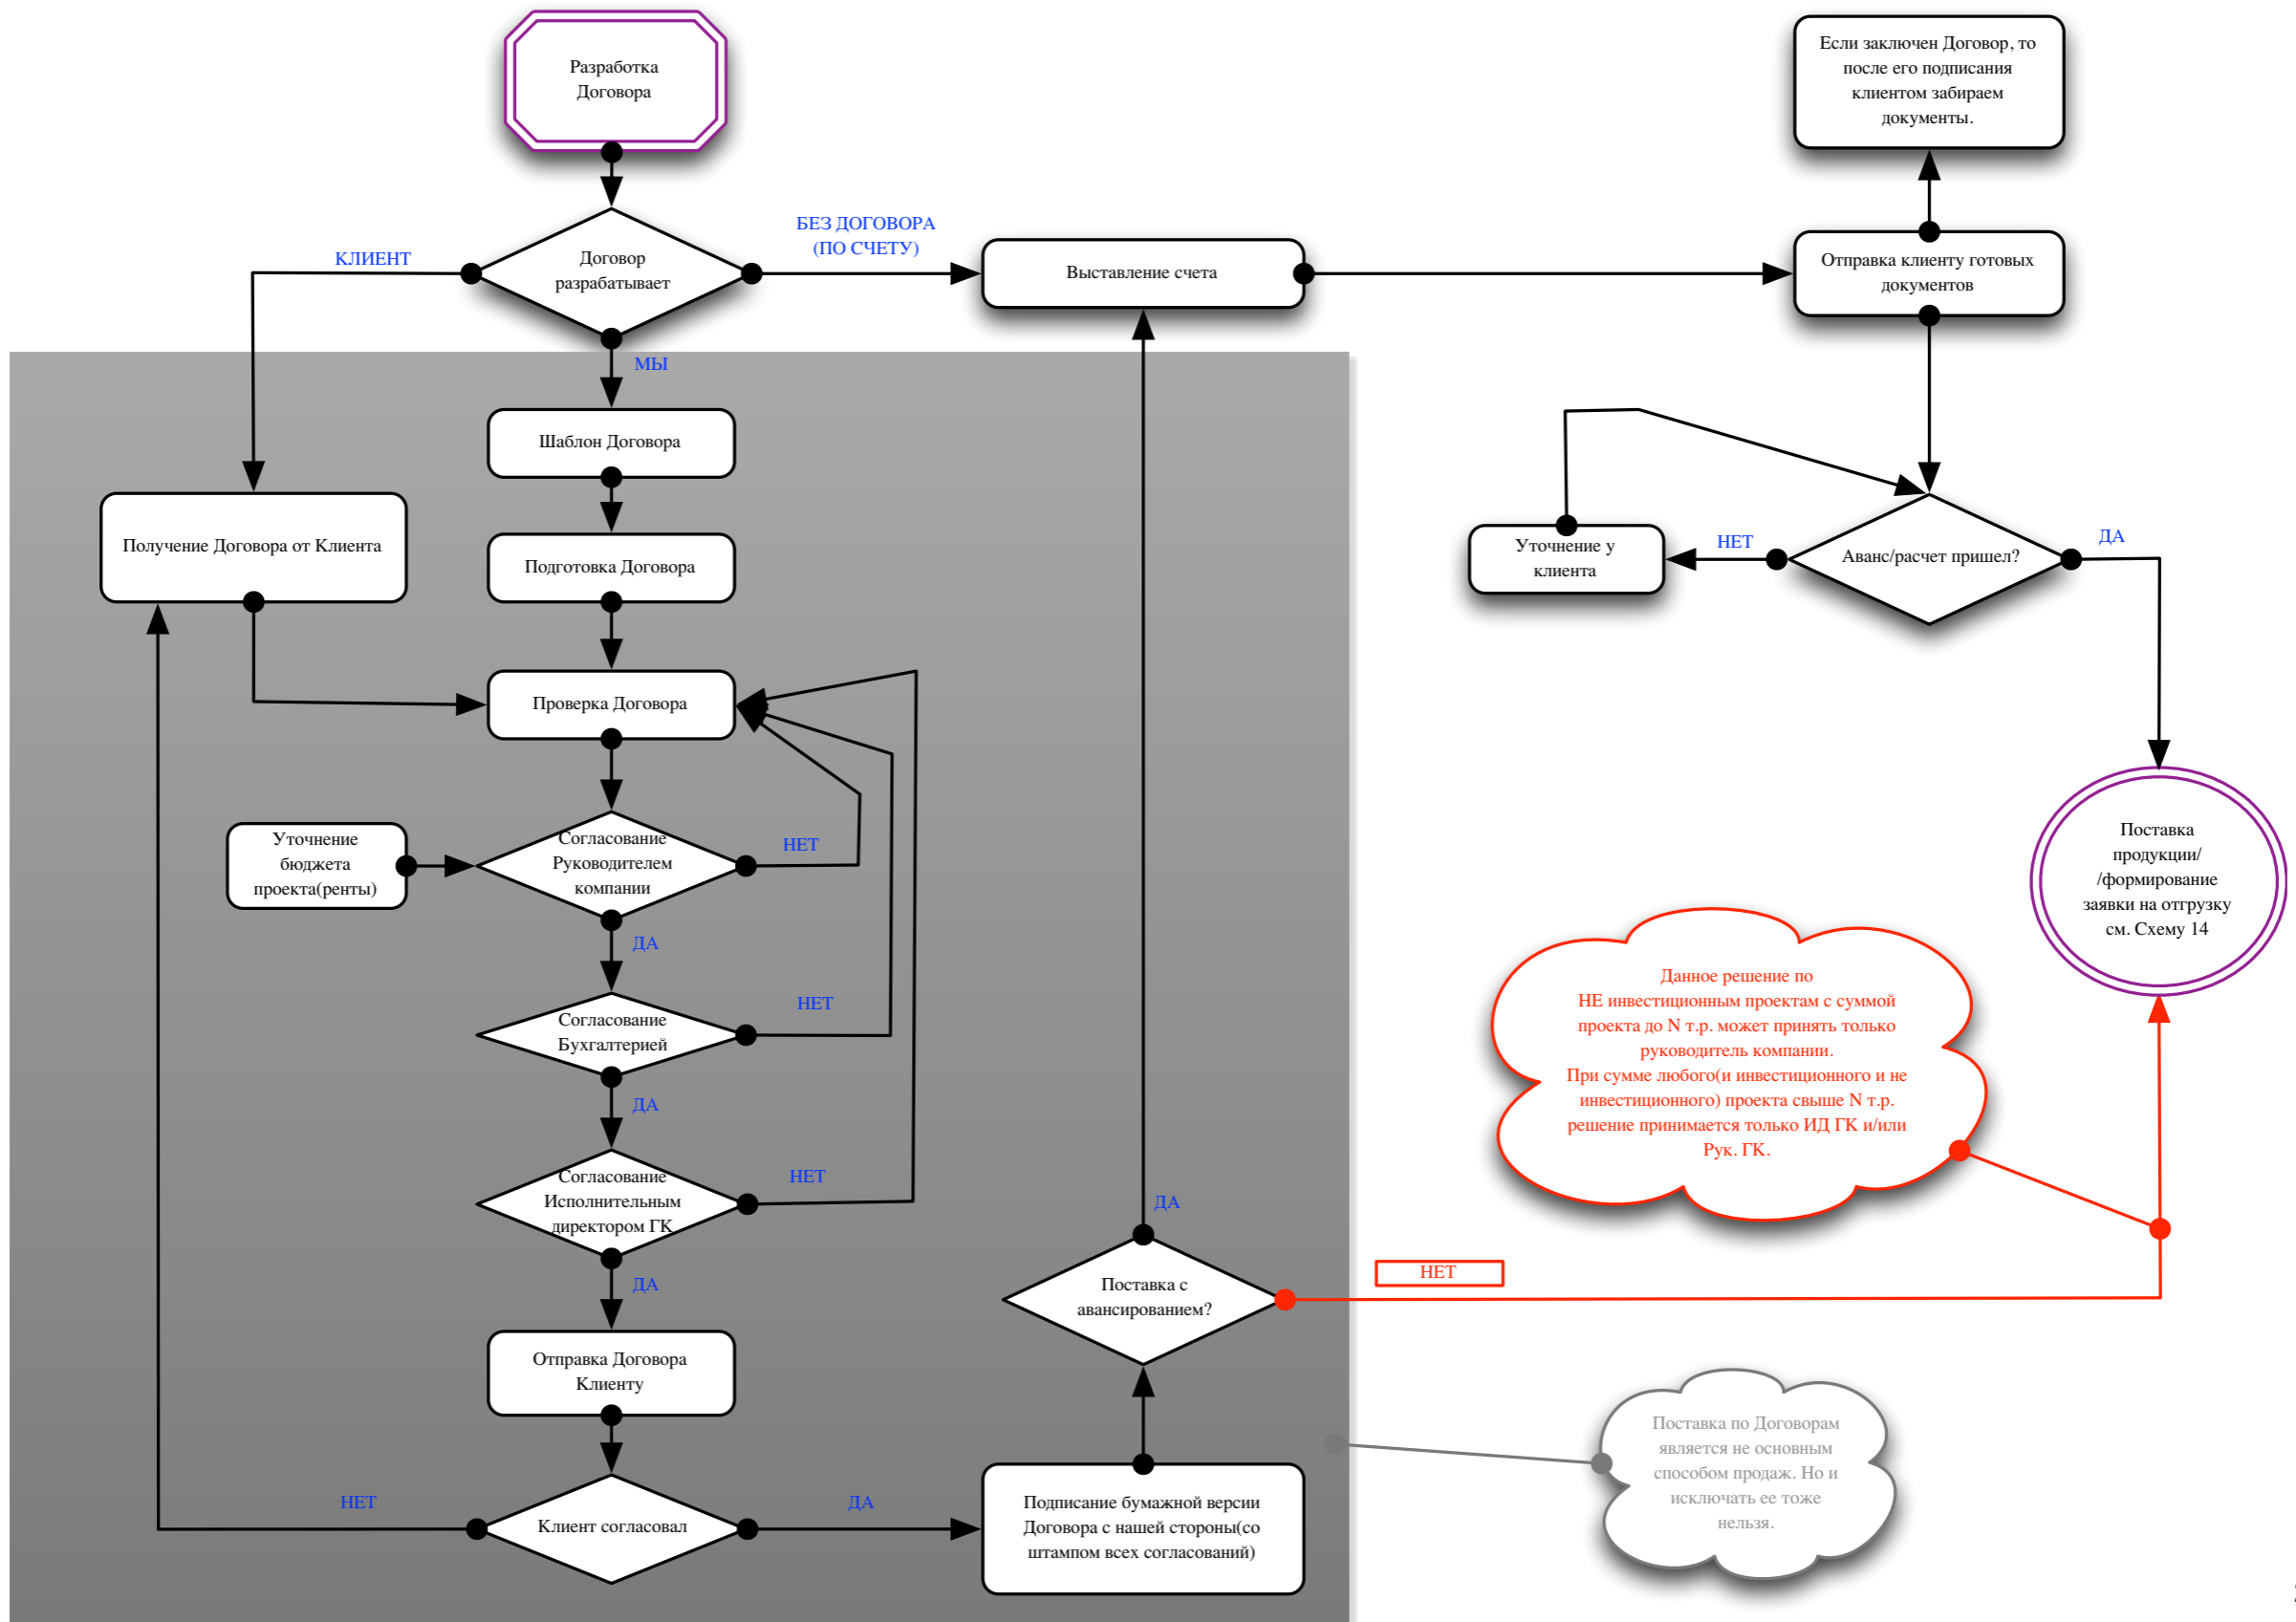 Разработка
Договора
Если заключен Договор, то
после его подписания
клиентом забираем
документы.
КЛИЕНТ
Договор
разрабатывает
БЕЗ ДОГОВОРА
(ПО СЧЕТУ)
Выставление счета
Отправка клиенту готовых
документов
МЫ
Шаблон Договора
Получение Договора от Клиента
Подготовка Договора
Уточнение у
клиента
НЕТ
Аванс/расчет пришел?
ДА
Проверка Договора
Уточнение
бюджета
проекта(ренты)
Согласование
Руководителем
компании
НЕТ
ДА
Поставка
продукции/
/формирование
заявки на отгрузку
см. Схему 14
Согласование
Бухгалтерией
НЕТ
ДА
Данное решение по
НЕ инвестиционным проектам с суммой
проекта до N т.р. может принять только
руководитель компании.
При сумме любого(и инвестиционного и не
инвестиционного) проекта свыше N т.р.
решение принимается только ИД ГК и/или
Рук. ГК.
Согласование
Исполнительным
директором ГК
НЕТ
ДА
ДА
Поставка с
авансированием?
НЕТ
Отправка Договора
Клиенту
Поставка по Договорам
является не основным
способом продаж. Но и
исключать ее тоже
нельзя.
НЕТ
Клиент согласовал
ДА
Подписание бумажной версии
Договора с нашей стороны(со
штампом всех согласований)